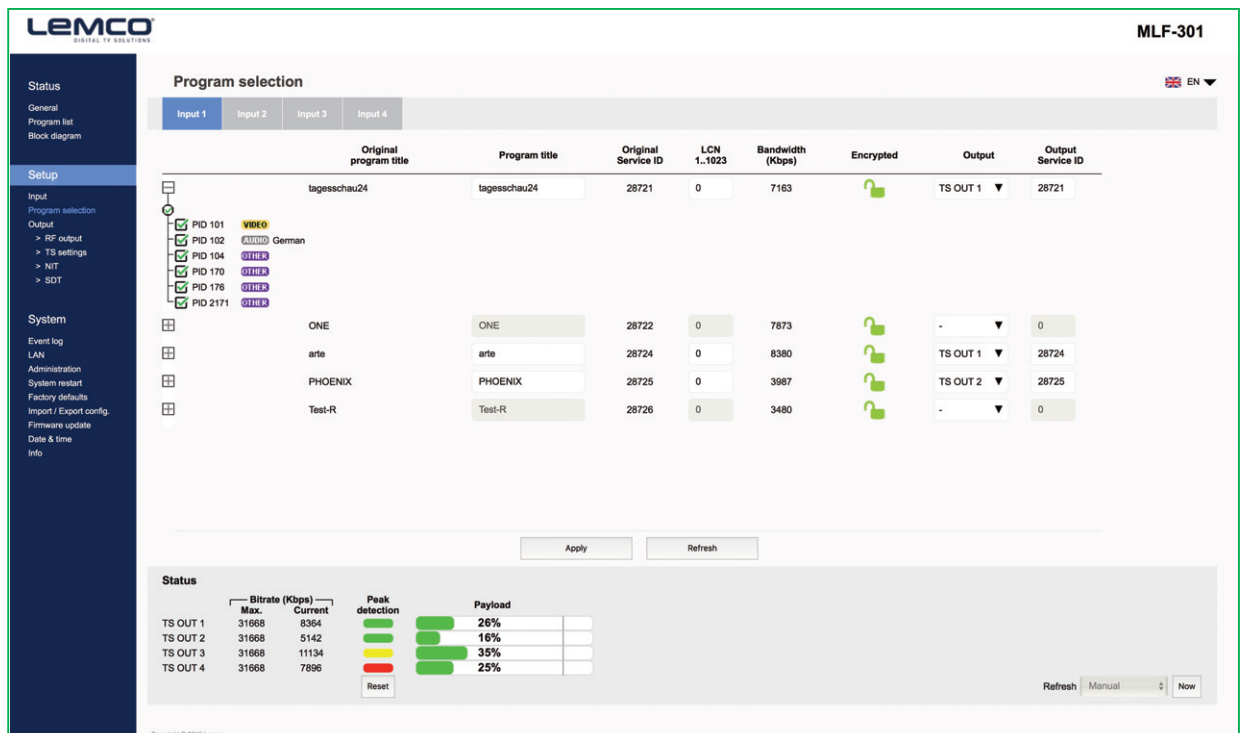 LEMCO
DIGITAL TV SOLUTIONS
MLF-301
Status
General
Program list
Block diagram
Setup
Input
Program selection
Output
> RF output
> TS settings
> NIT
> SDT
System
Event log
LAN
Administration
System restart
Factory defaults
Import / Export config.
Firmware update
Date & time
Info
Program selection
EN
Input 1 Input 2 Input 3 Input 4
Original program title Program title Original Service ID LCN 1..1023 Bandwidth (Kbps) Encrypted Output Output Service ID
tagesschau24 tagesschau24 28721 0 7163 TS OUT 1 ▼ 28721
PID 101 VIDEO
PID 102 AUDIO German
PID 104 OTHER
PID 170 OTHER
PID 176 OTHER
PID 2171 OTHER
ONE ONE 28722 0 7873 - ▼ 0
arte arte 28724 0 8380 TS OUT 1 ▼ 28724
PHOENIX PHOENIX 28725 0 3987 TS OUT 2 ▼ 28725
Test-R Test-R 28726 0 3480 - ▼ 0
Apply Refresh
Status
Bitrate (Kbps)
Max. Current Peak detection Payload
TS OUT 1 31668 8364 26%
TS OUT 2 31668 5142 16%
TS OUT 3 31668 11134 35%
TS OUT 4 31668 7896 25%
Reset
Refresh Manual Now